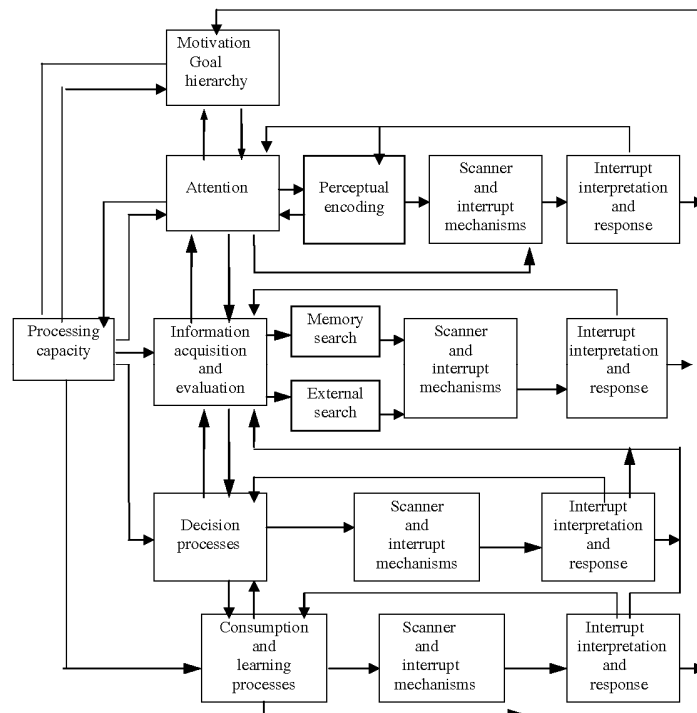 Motivation
Goal
hierarchy
Attention
Perceptual
encoding
Scanner
and
interrupt
mechanisms
Interrupt
interpretation
and
response
Processing
capacity
Information
acquisition
and
evaluation
Memory
search
External
search
Scanner
and
interrupt
mechanisms
Interrupt
interpretation
and
response
Decision
processes
Scanner
and
interrupt
mechanisms
Interrupt
interpretation
and
response
Consumption
and
learning
processes
Scanner
and
interrupt
mechanisms
Interrupt
interpretation
and
response